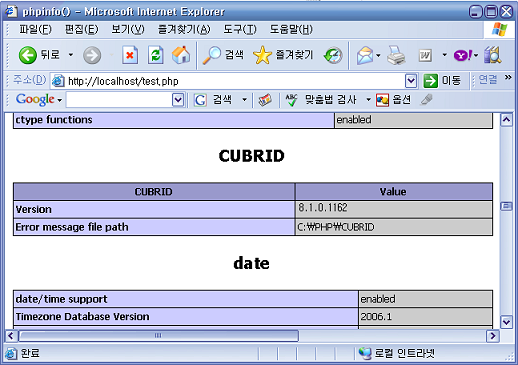 phpinfo() - Microsoft Internet Explorer
파일(F) 편집(E) 보기(V) 즐겨찾기(A) 도구(T) 도움말(H)
뒤로 검색 즐겨찾기
주소(D) http://localhost/test.php 이동 연결 »
Google 검색 맞춤법 검사 옵션
ctype functions enabled
CUBRID
CUBRID Value
Version 8.1.0.1162
Error message file path C:₩PHP₩CUBRID
date
date/time support enabled
Timezone Database Version 2006.1
완료 로컬 인트라넷